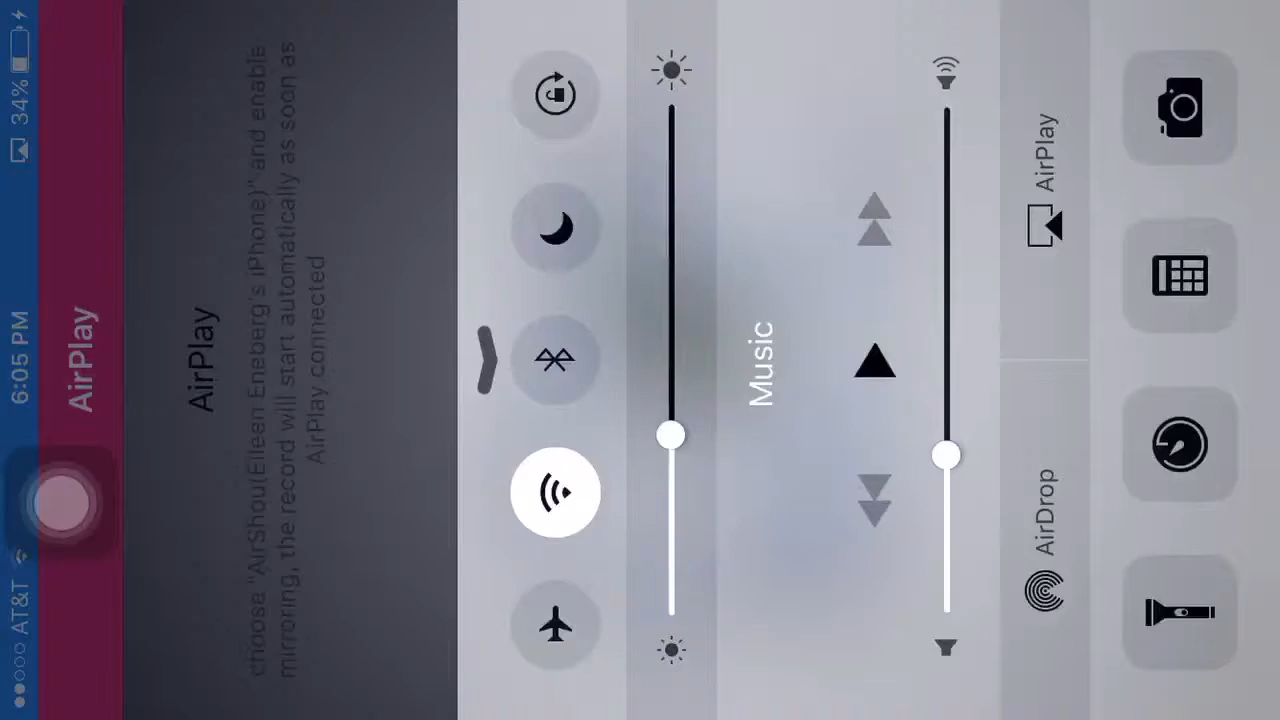 AT&T 6:05 PM 34%
AirPlay
AirPlay
choose "AirShou(Eileen Eneberg's iPhone)" and enable
mirroring, the record will start automatically as soon as
AirPlay connected
Music
AirDrop AirPlay